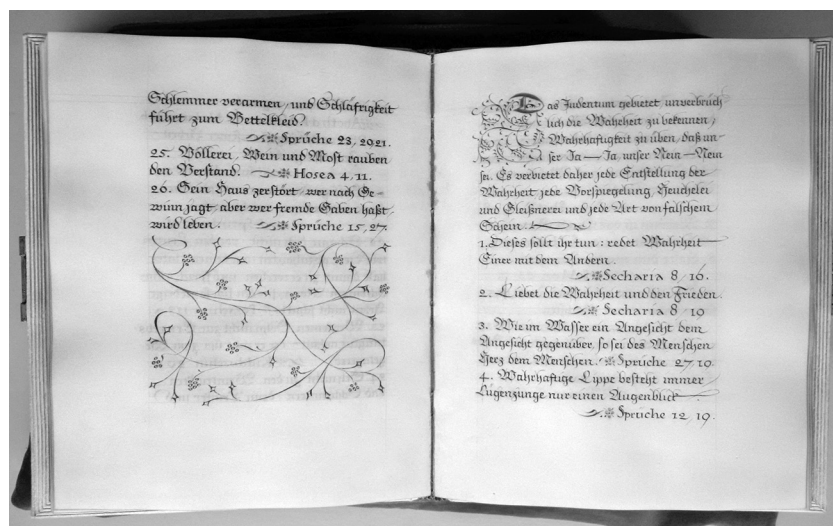 Schlemmer verarmen, und Schläfrigkeit
führt zum Bettelkleid.
Sprüche 23, 20 21.
25. Völlerei, Wein und Most rauben
den Verstand. Hosea 4, 11.
26. Sein Haus zerstört, wer nach Ge-
winn jagt, aber wer fremde Gaben haßt,
wird leben. Sprüche 15, 27.
Das Judentum gebietet, unverbrüch
lich die Wahrheit zu bekennen,
Wahrhaftigkeit zu üben, daß un-
ser Ja — Ja, unser Nein — Nein
sei. Es verbietet daher jede Entstellung der
Wahrheit, jede Vorspiegelung, Heuchelei
und Gleißnerei und jede Art von falschem
Schein.
1. Dieses sollt ihr tun: redet Wahrheit
Einer mit dem Andern.
Secharia 8, 16.
2. Liebet die Wahrheit und den Frieden.
Secharia 8, 19
3. Wie im Wasser ein Angesicht dem
Angesicht gegenüber, so sei des Menschen
Herz dem Menschen. Sprüche 27, 19.
4. Wahrhaftige Lippe besteht immer
Lügenzunge nur einen Augenblick
Sprüche 12, 19.